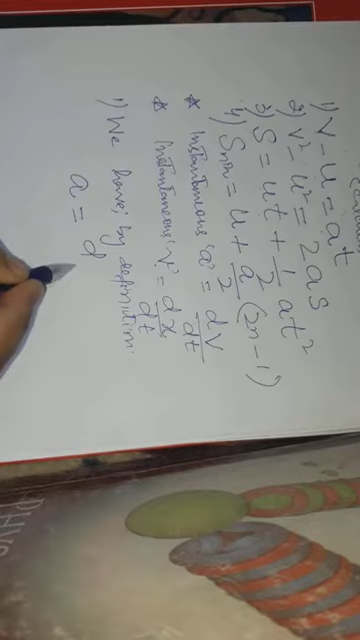 1) V - u = at
2) V² - u² = 2as
3) S = ut + 1/2 at²
4) Snth = u + a/2 (2n-1)
* Instantaneous 'a' = dV/dt
* Instantaneous 'V' = dx/dt
1) We have; by definition:
a = d
PHYS